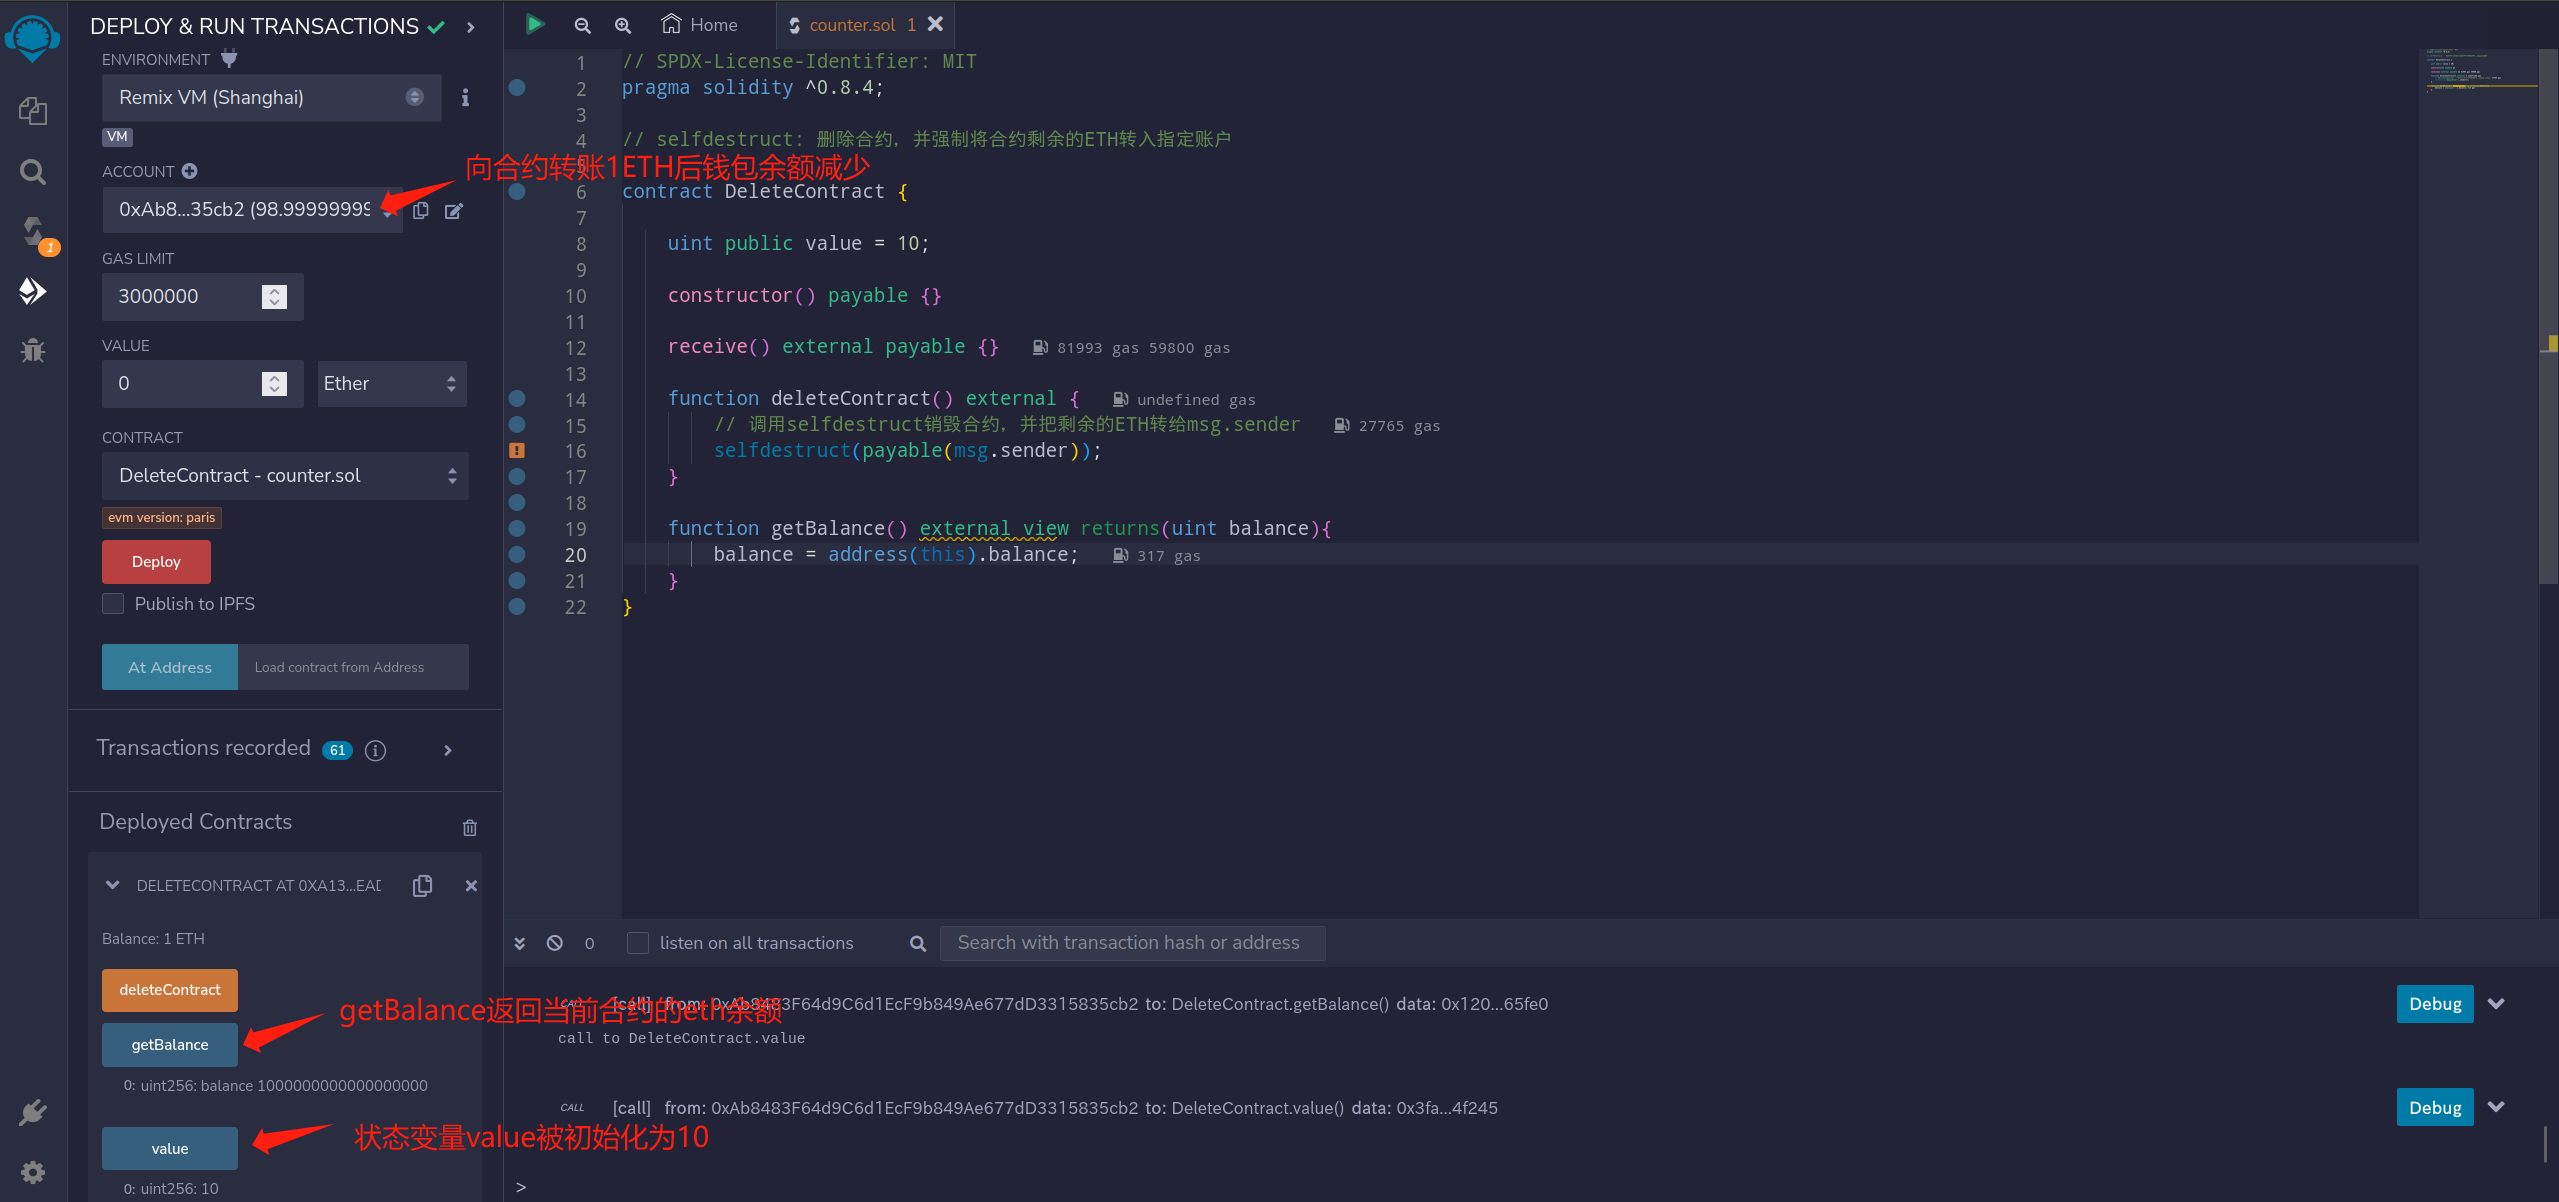 DEPLOY & RUN TRANSACTIONS
ENVIRONMENT
Remix VM (Shanghai)
VM
ACCOUNT
向合约转账1ETH后钱包余额减少
0xAb8...35cb2 (98.99999999
GAS LIMIT
3000000
VALUE
0
Ether
CONTRACT
DeleteContract - counter.sol
evm version: paris
Deploy
Publish to IPFS
At Address
Load contract from Address
Transactions recorded 61
Deployed Contracts
DELETECONTRACT AT 0XA13...EAD
Balance: 1 ETH
deleteContract
getBalance
getBalance返回当前合约的eth余额
0: uint256: balance 1000000000000000000
value
状态变量value被初始化为10
0: uint256: 10
1
Home
counter.sol 1
1 // SPDX-License-Identifier: MIT
2 pragma solidity ^0.8.4;
3
4 // selfdestruct: 删除合约，并强制将合约剩余的ETH转入指定账户
6 contract DeleteContract {
7
8 uint public value = 10;
9
10 constructor() payable {}
11
12 receive() external payable {} 81993 gas 59800 gas
13
14 function deleteContract() external { undefined gas
15 // 调用selfdestruct销毁合约，并把剩余的ETH转给msg.sender 27765 gas
16 selfdestruct(payable(msg.sender));
17 }
18
19 function getBalance() external view returns(uint balance){
20 balance = address(this).balance; 317 gas
21 }
22 }
0
listen on all transactions
Search with transaction hash or address
CALL [call] from: 0xAb8483F64d9C6d1EcF9b849Ae677dD3315835cb2 to: DeleteContract.getBalance() data: 0x120...65fe0
Debug
call to DeleteContract.value
CALL [call] from: 0xAb8483F64d9C6d1EcF9b849Ae677dD3315835cb2 to: DeleteContract.value() data: 0x3fa...4f245
Debug
>